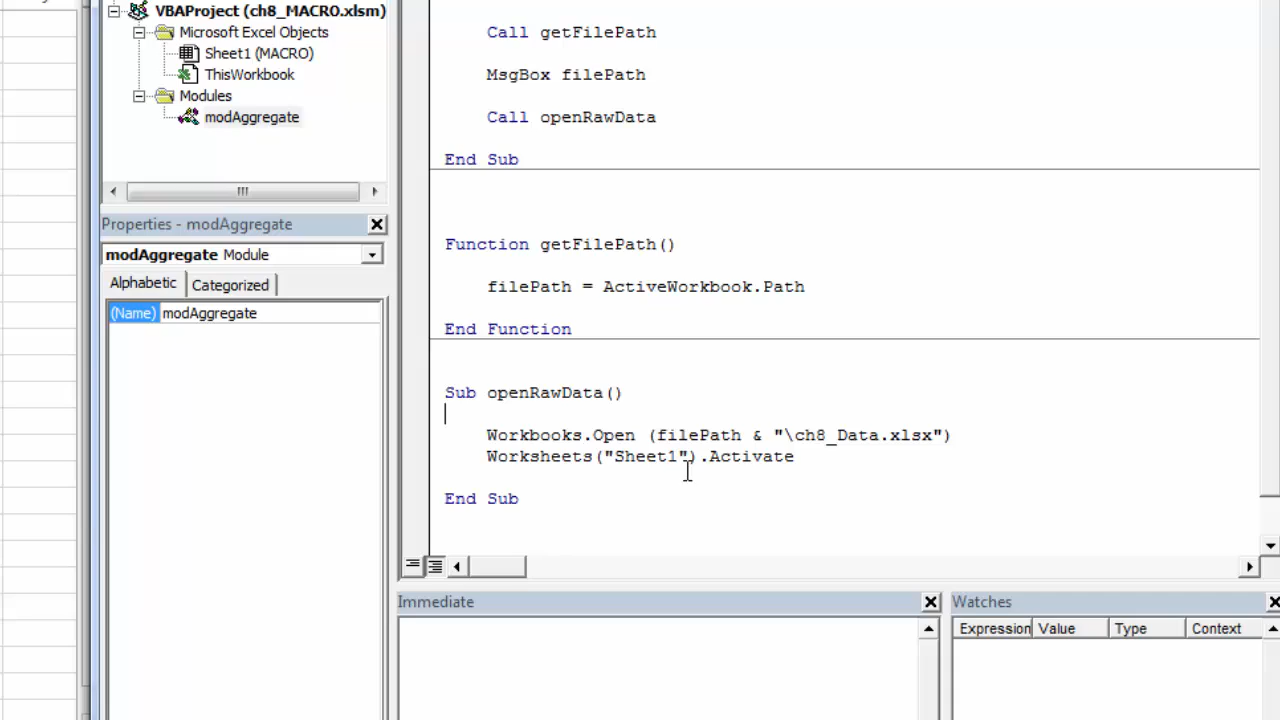 VBAProject (ch8_MACRO.xlsm)
Microsoft Excel Objects
Sheet1 (MACRO)
ThisWorkbook
Modules
modAggregate
Properties - modAggregate
modAggregate Module
Alphabetic Categorized
(Name) modAggregate
Call getFilePath
MsgBox filePath
Call openRawData
End Sub
Function getFilePath()
filePath = ActiveWorkbook.Path
End Function
Sub openRawData()
Workbooks.Open (filePath & "\ch8_Data.xlsx")
Worksheets("Sheet1").Activate
End Sub
Immediate
Watches
Expression Value Type Context